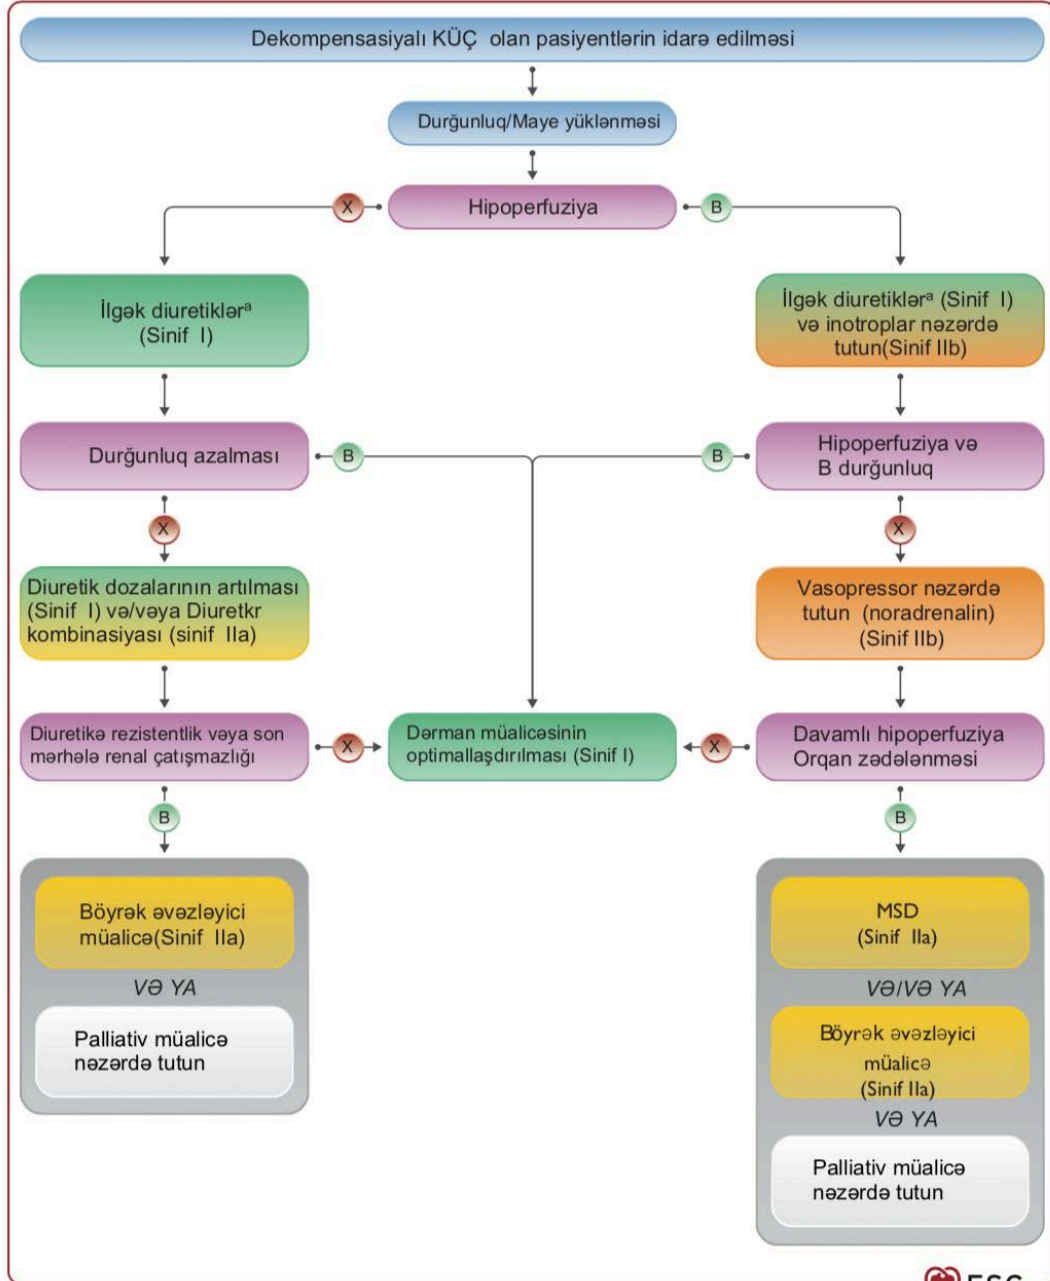 Dekompensasiyalı KÜÇ olan pasiyentlərin idarə edilməsi
Durğunluq/Maye yüklənməsi
X
Hipoperfuziya
B
İlgək diuretiklərᵃ
(Sinif I)
İlgək diuretiklərᵃ (Sinif I)
və inotroplar nəzərdə
tutun(Sinif IIb)
Durğunluq azalması
B
B
Hipoperfuziya və
B durğunluq
X
X
Diuretik dozalarının artılması
(Sinif I) və/vəya Diuretkr
kombinasiyası (sinif IIa)
Vasopressor nəzərdə
tutun (noradrenalin)
(Sinif IIb)
Diuretikə rezistentlik vəya son
mərhələ renal çatışmazlığı
X
Dərman müalicəsinin
optimallaşdırılması (Sinif I)
X
Davamlı hipoperfuziya
Orqan zədələnməsi
B
B
Böyrək əvəzləyici
müalicə(Sinif IIa)
VƏ YA
Palliativ müalicə
nəzərdə tutun
MSD
(Sinif IIa)
VƏ/VƏ YA
Böyrək əvəzləyici
müalicə
(Sinif IIa)
VƏ YA
Palliativ müalicə
nəzərdə tutun
ESC